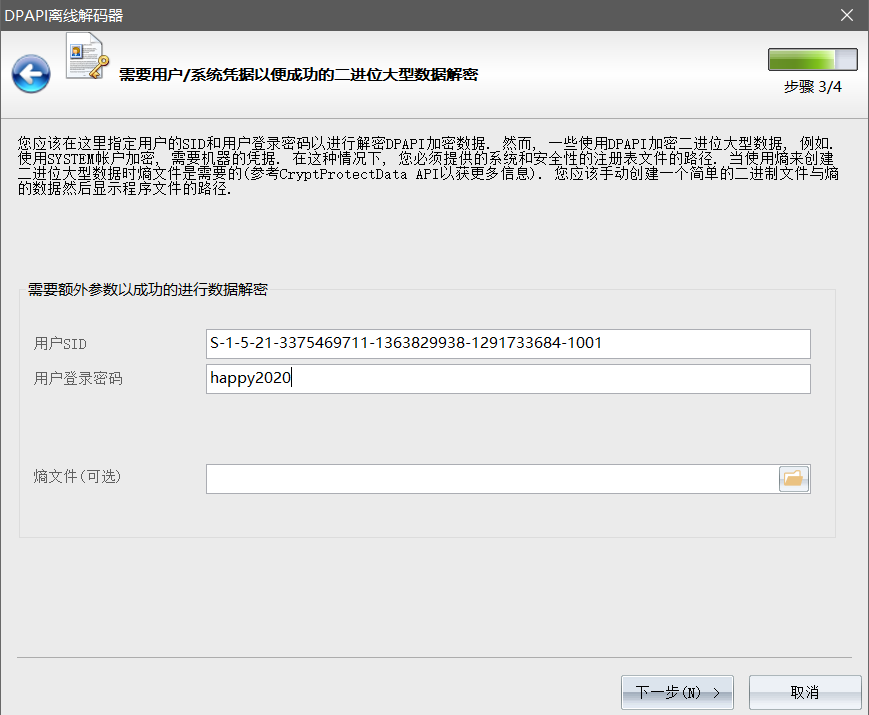 DPAPI离线解码器
需要用户/系统凭据以便成功的二进位大型数据解密
步骤 3/4
您应该在这里指定用户的SID和用户登录密码以进行解密DPAPI加密数据. 然而, 一些使用DPAPI加密二进位大型数据, 例如.
使用SYSTEM帐户加密, 需要机器的凭据. 在这种情况下, 您必须提供的系统和安全性的注册表文件的路径. 当使用熵来创建
二进位大型数据时熵文件是需要的(参考CryptProtectData API以获更多信息). 您应该手动创建一个简单的二进制文件与熵
的数据然后显示程序文件的路径.
需要额外参数以成功的进行数据解密
用户SID
S-1-5-21-3375469711-1363829938-1291733684-1001
用户登录密码
happy2020
熵文件(可选)
下一步(N) >
取消